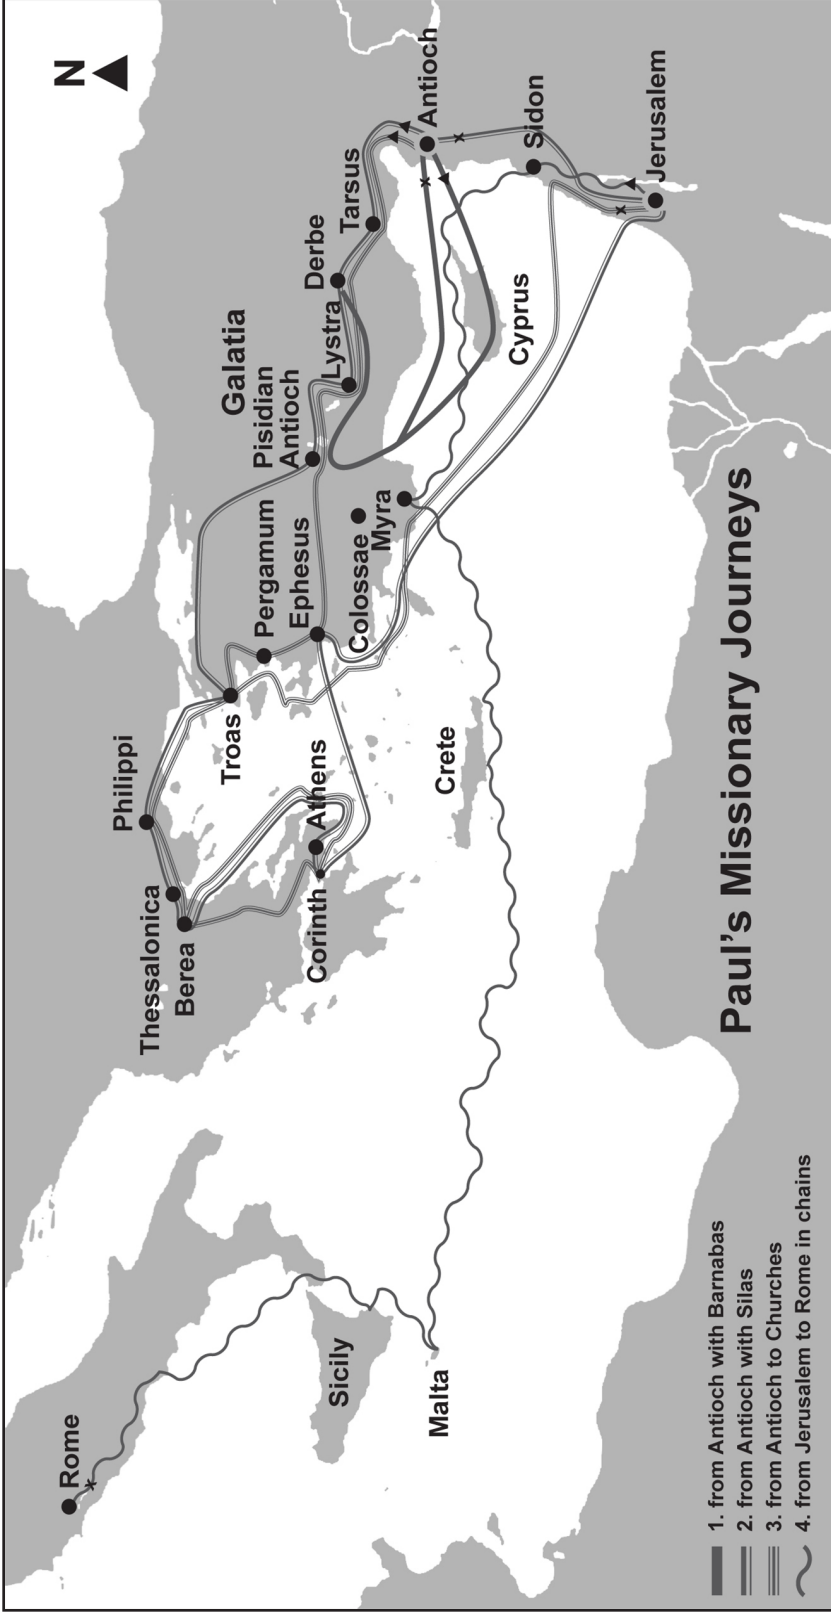 N
Rome
Sicily
Malta
Thessalonica
Berea
Philippi
Corinth
Athens
Troas
Crete
Pergamum
Ephesus
Colossae
Myra
Galatia
Pisidian
Antioch
Lystra
Derbe
Tarsus
Cyprus
Antioch
Sidon
Jerusalem
Paul's Missionary Journeys
1. from Antioch with Barnabas
2. from Antioch with Silas
3. from Antioch to Churches
4. from Jerusalem to Rome in chains